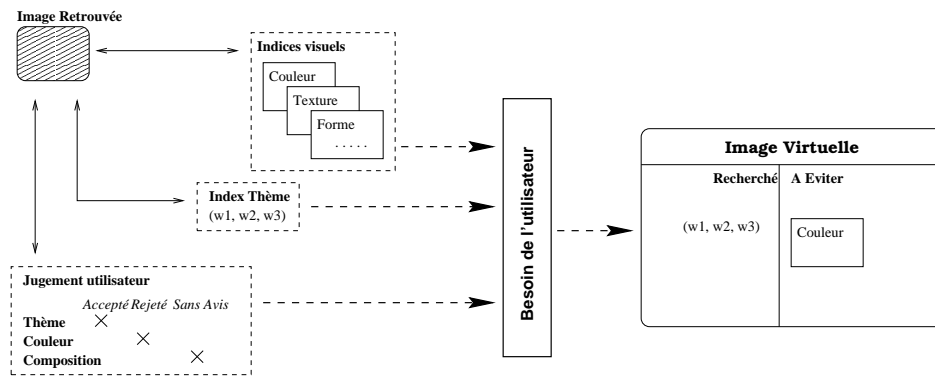 Image Retrouvée
Indices visuels
Couleur
Texture
Forme
. . . . .
Index Thème
(w1, w2, w3)
Jugement utilisateur
Accepté Rejeté Sans Avis
Thème
Couleur
Composition
Besoin de l'utilisateur
Image Virtuelle
Recherché A Eviter
(w1, w2, w3)
Couleur